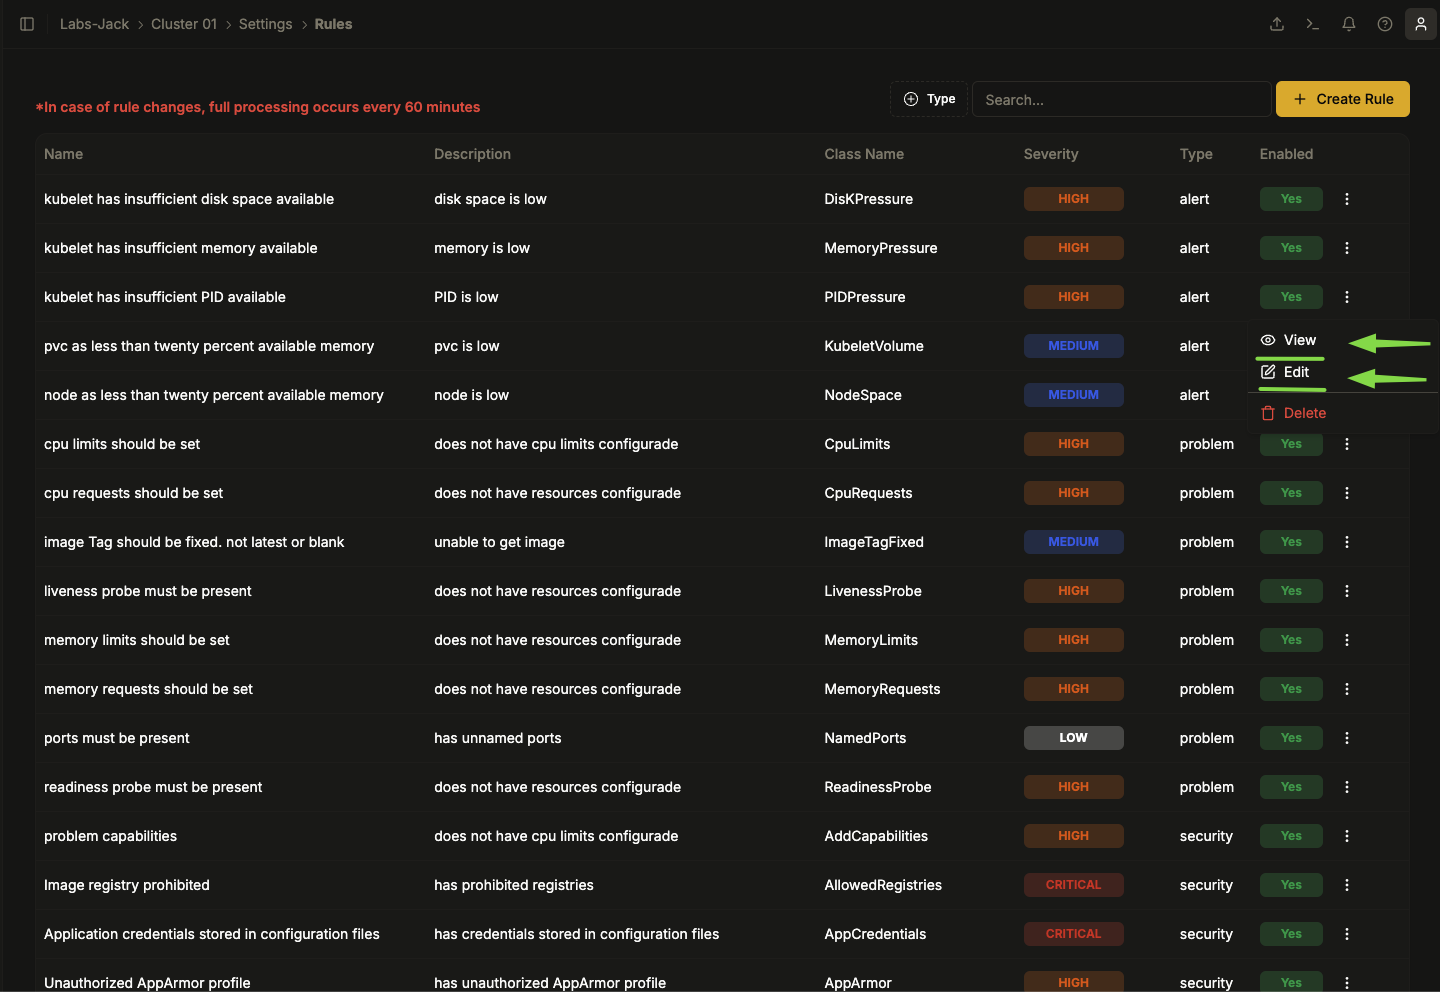 Labs-Jack > Cluster 01 > Settings > Rules
*In case of rule changes, full processing occurs every 60 minutes
Type
Search...
Create Rule
Name Description Class Name Severity Type Enabled
kubelet has insufficient disk space available disk space is low DisKPressure HIGH alert Yes
kubelet has insufficient memory available memory is low MemoryPressure HIGH alert Yes
kubelet has insufficient PID available PID is low PIDPressure HIGH alert Yes
pvc as less than twenty percent available memory pvc is low KubeletVolume MEDIUM alert
View
Edit
node as less than twenty percent available memory node is low NodeSpace MEDIUM alert
Delete
cpu limits should be set does not have cpu limits configurade CpuLimits HIGH problem Yes
cpu requests should be set does not have resources configurade CpuRequests HIGH problem Yes
image Tag should be fixed. not latest or blank unable to get image ImageTagFixed MEDIUM problem Yes
liveness probe must be present does not have resources configurade LivenessProbe HIGH problem Yes
memory limits should be set does not have resources configurade MemoryLimits HIGH problem Yes
memory requests should be set does not have resources configurade MemoryRequests HIGH problem Yes
ports must be present has unnamed ports NamedPorts LOW problem Yes
readiness probe must be present does not have resources configurade ReadinessProbe HIGH problem Yes
problem capabilities does not have cpu limits configurade AddCapabilities HIGH security Yes
Image registry prohibited has prohibited registries AllowedRegistries CRITICAL security Yes
Application credentials stored in configuration files has credentials stored in configuration files AppCredentials CRITICAL security Yes
Unauthorized AppArmor profile has unauthorized AppArmor profile AppArmor HIGH security Yes